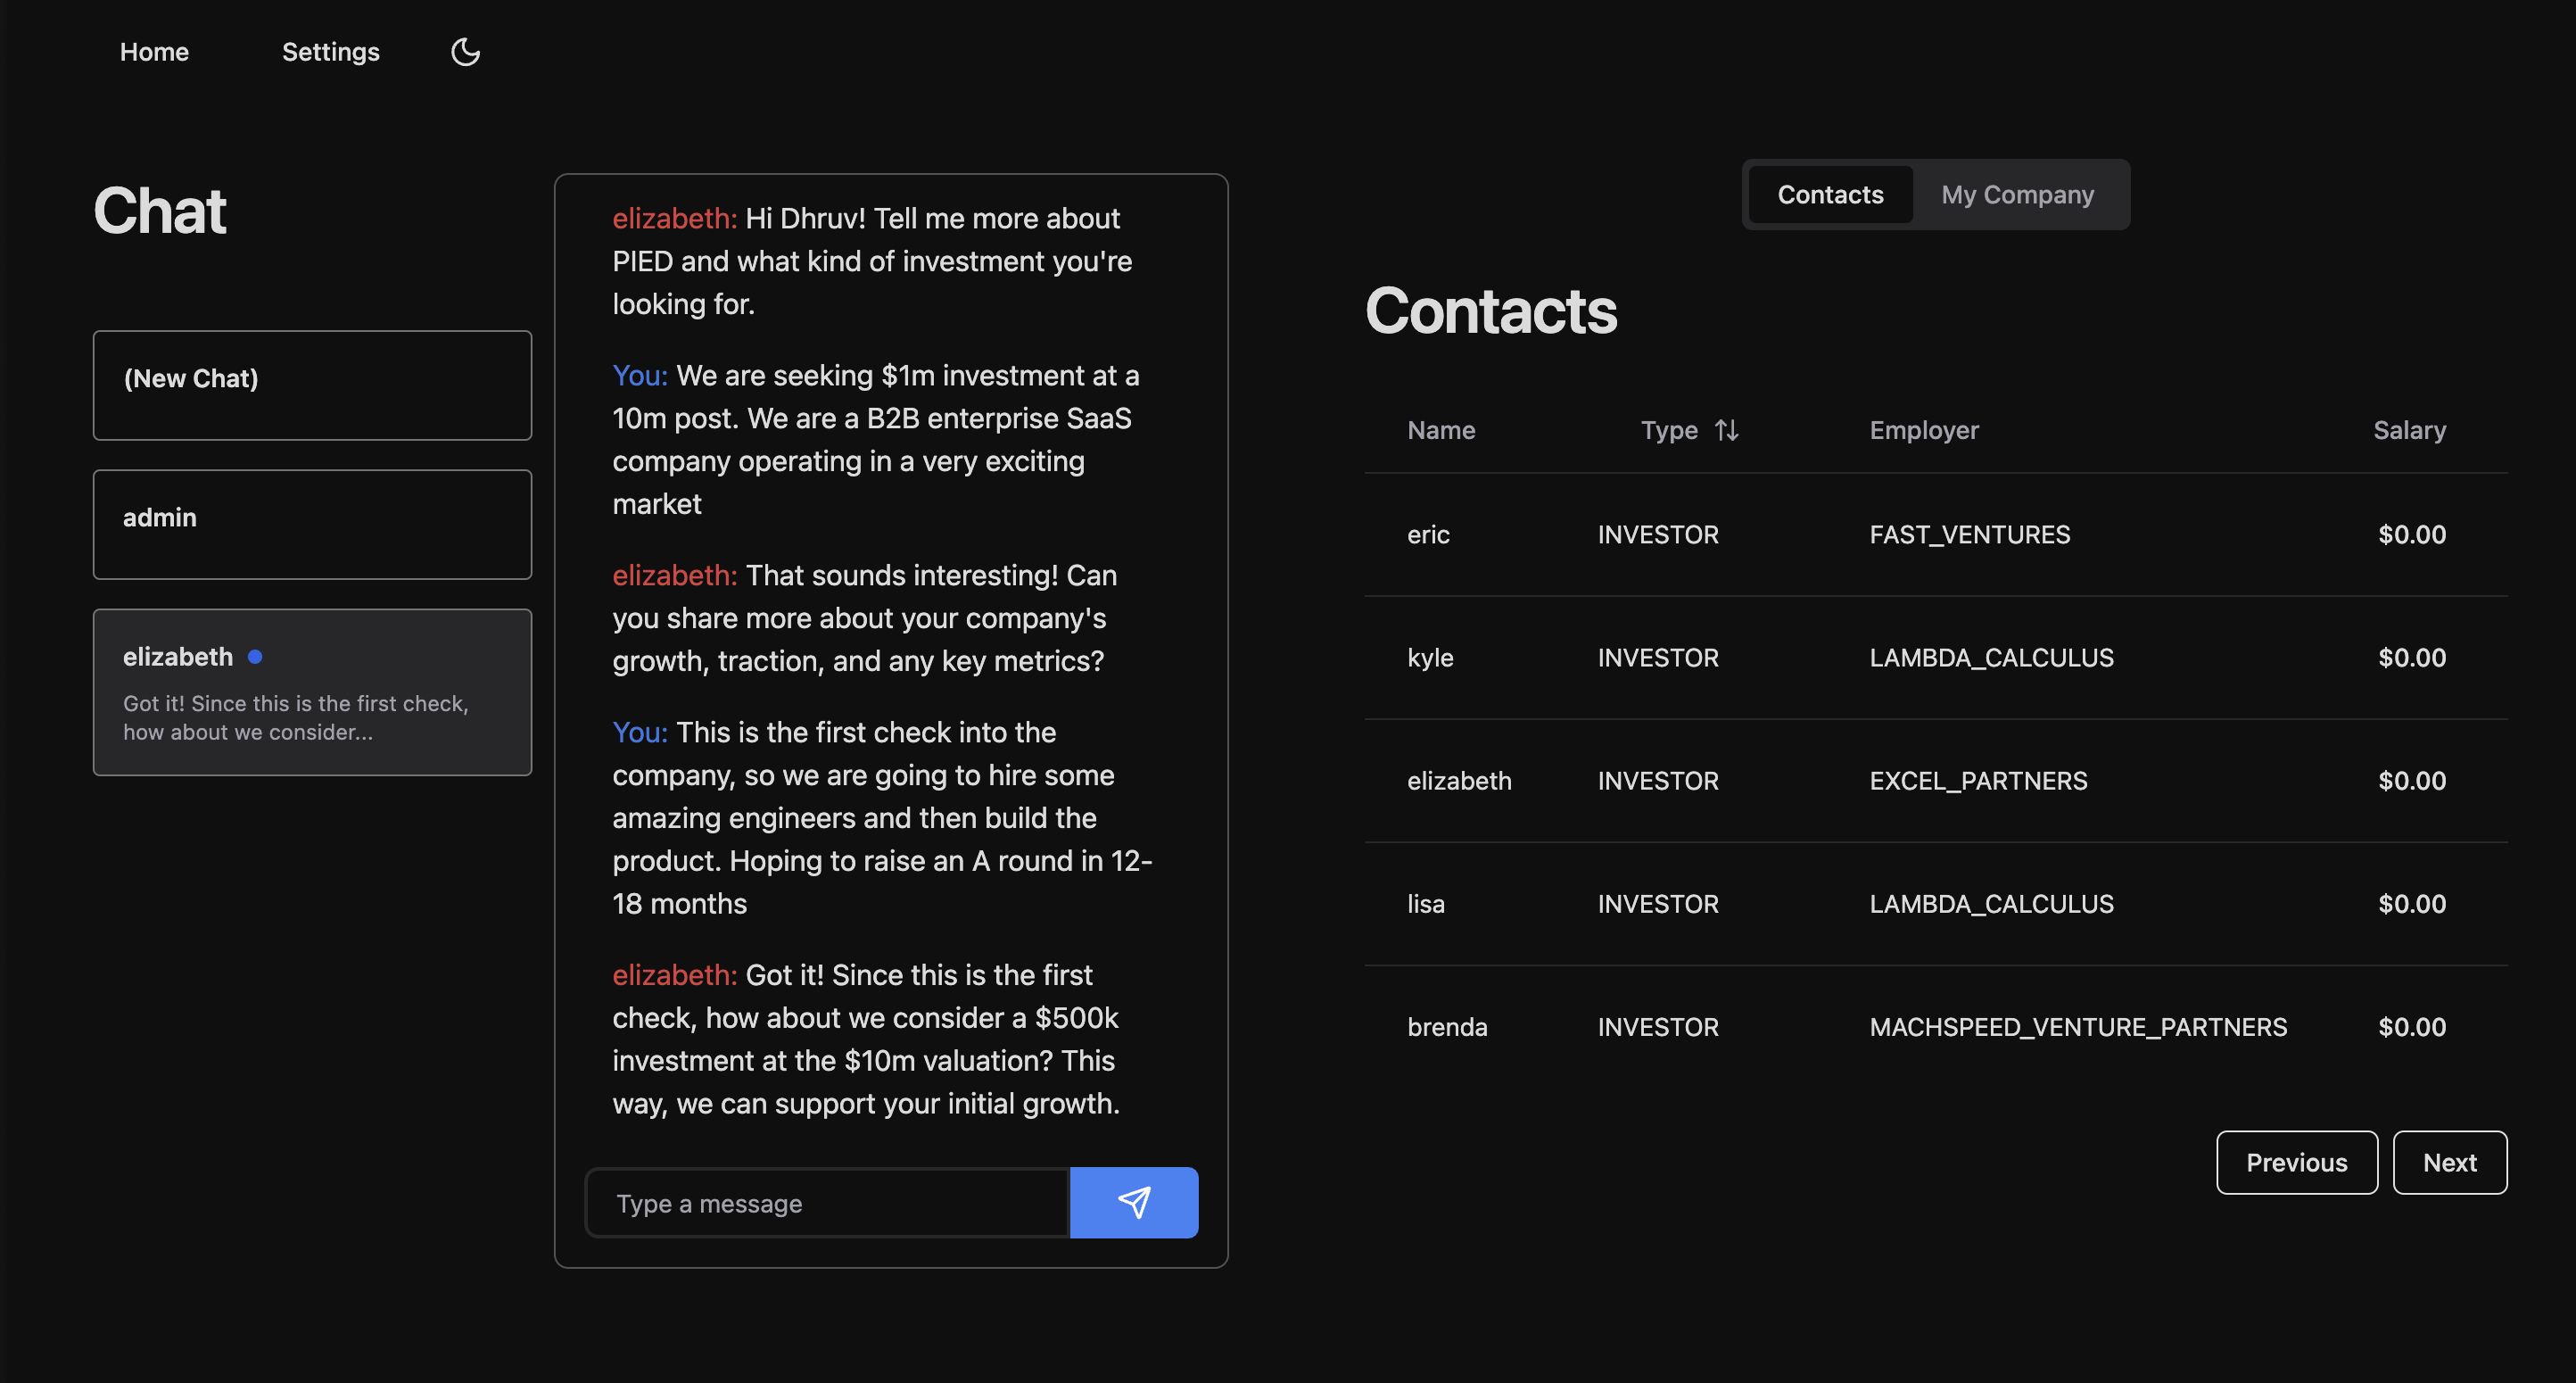 Home
Settings
Chat
(New Chat)
admin
elizabeth
Got it! Since this is the first check,
how about we consider...
elizabeth: Hi Dhruv! Tell me more about
PIED and what kind of investment you're
looking for.
You: We are seeking $1m investment at a
10m post. We are a B2B enterprise SaaS
company operating in a very exciting
market
elizabeth: That sounds interesting! Can
you share more about your company's
growth, traction, and any key metrics?
You: This is the first check into the
company, so we are going to hire some
amazing engineers and then build the
product. Hoping to raise an A round in 12-
18 months
elizabeth: Got it! Since this is the first
check, how about we consider a $500k
investment at the $10m valuation? This
way, we can support your initial growth.
Type a message
Contacts
My Company
Contacts
Name Type Employer Salary
eric INVESTOR FAST_VENTURES $0.00
kyle INVESTOR LAMBDA_CALCULUS $0.00
elizabeth INVESTOR EXCEL_PARTNERS $0.00
lisa INVESTOR LAMBDA_CALCULUS $0.00
brenda INVESTOR MACHSPEED_VENTURE_PARTNERS $0.00
Previous
Next